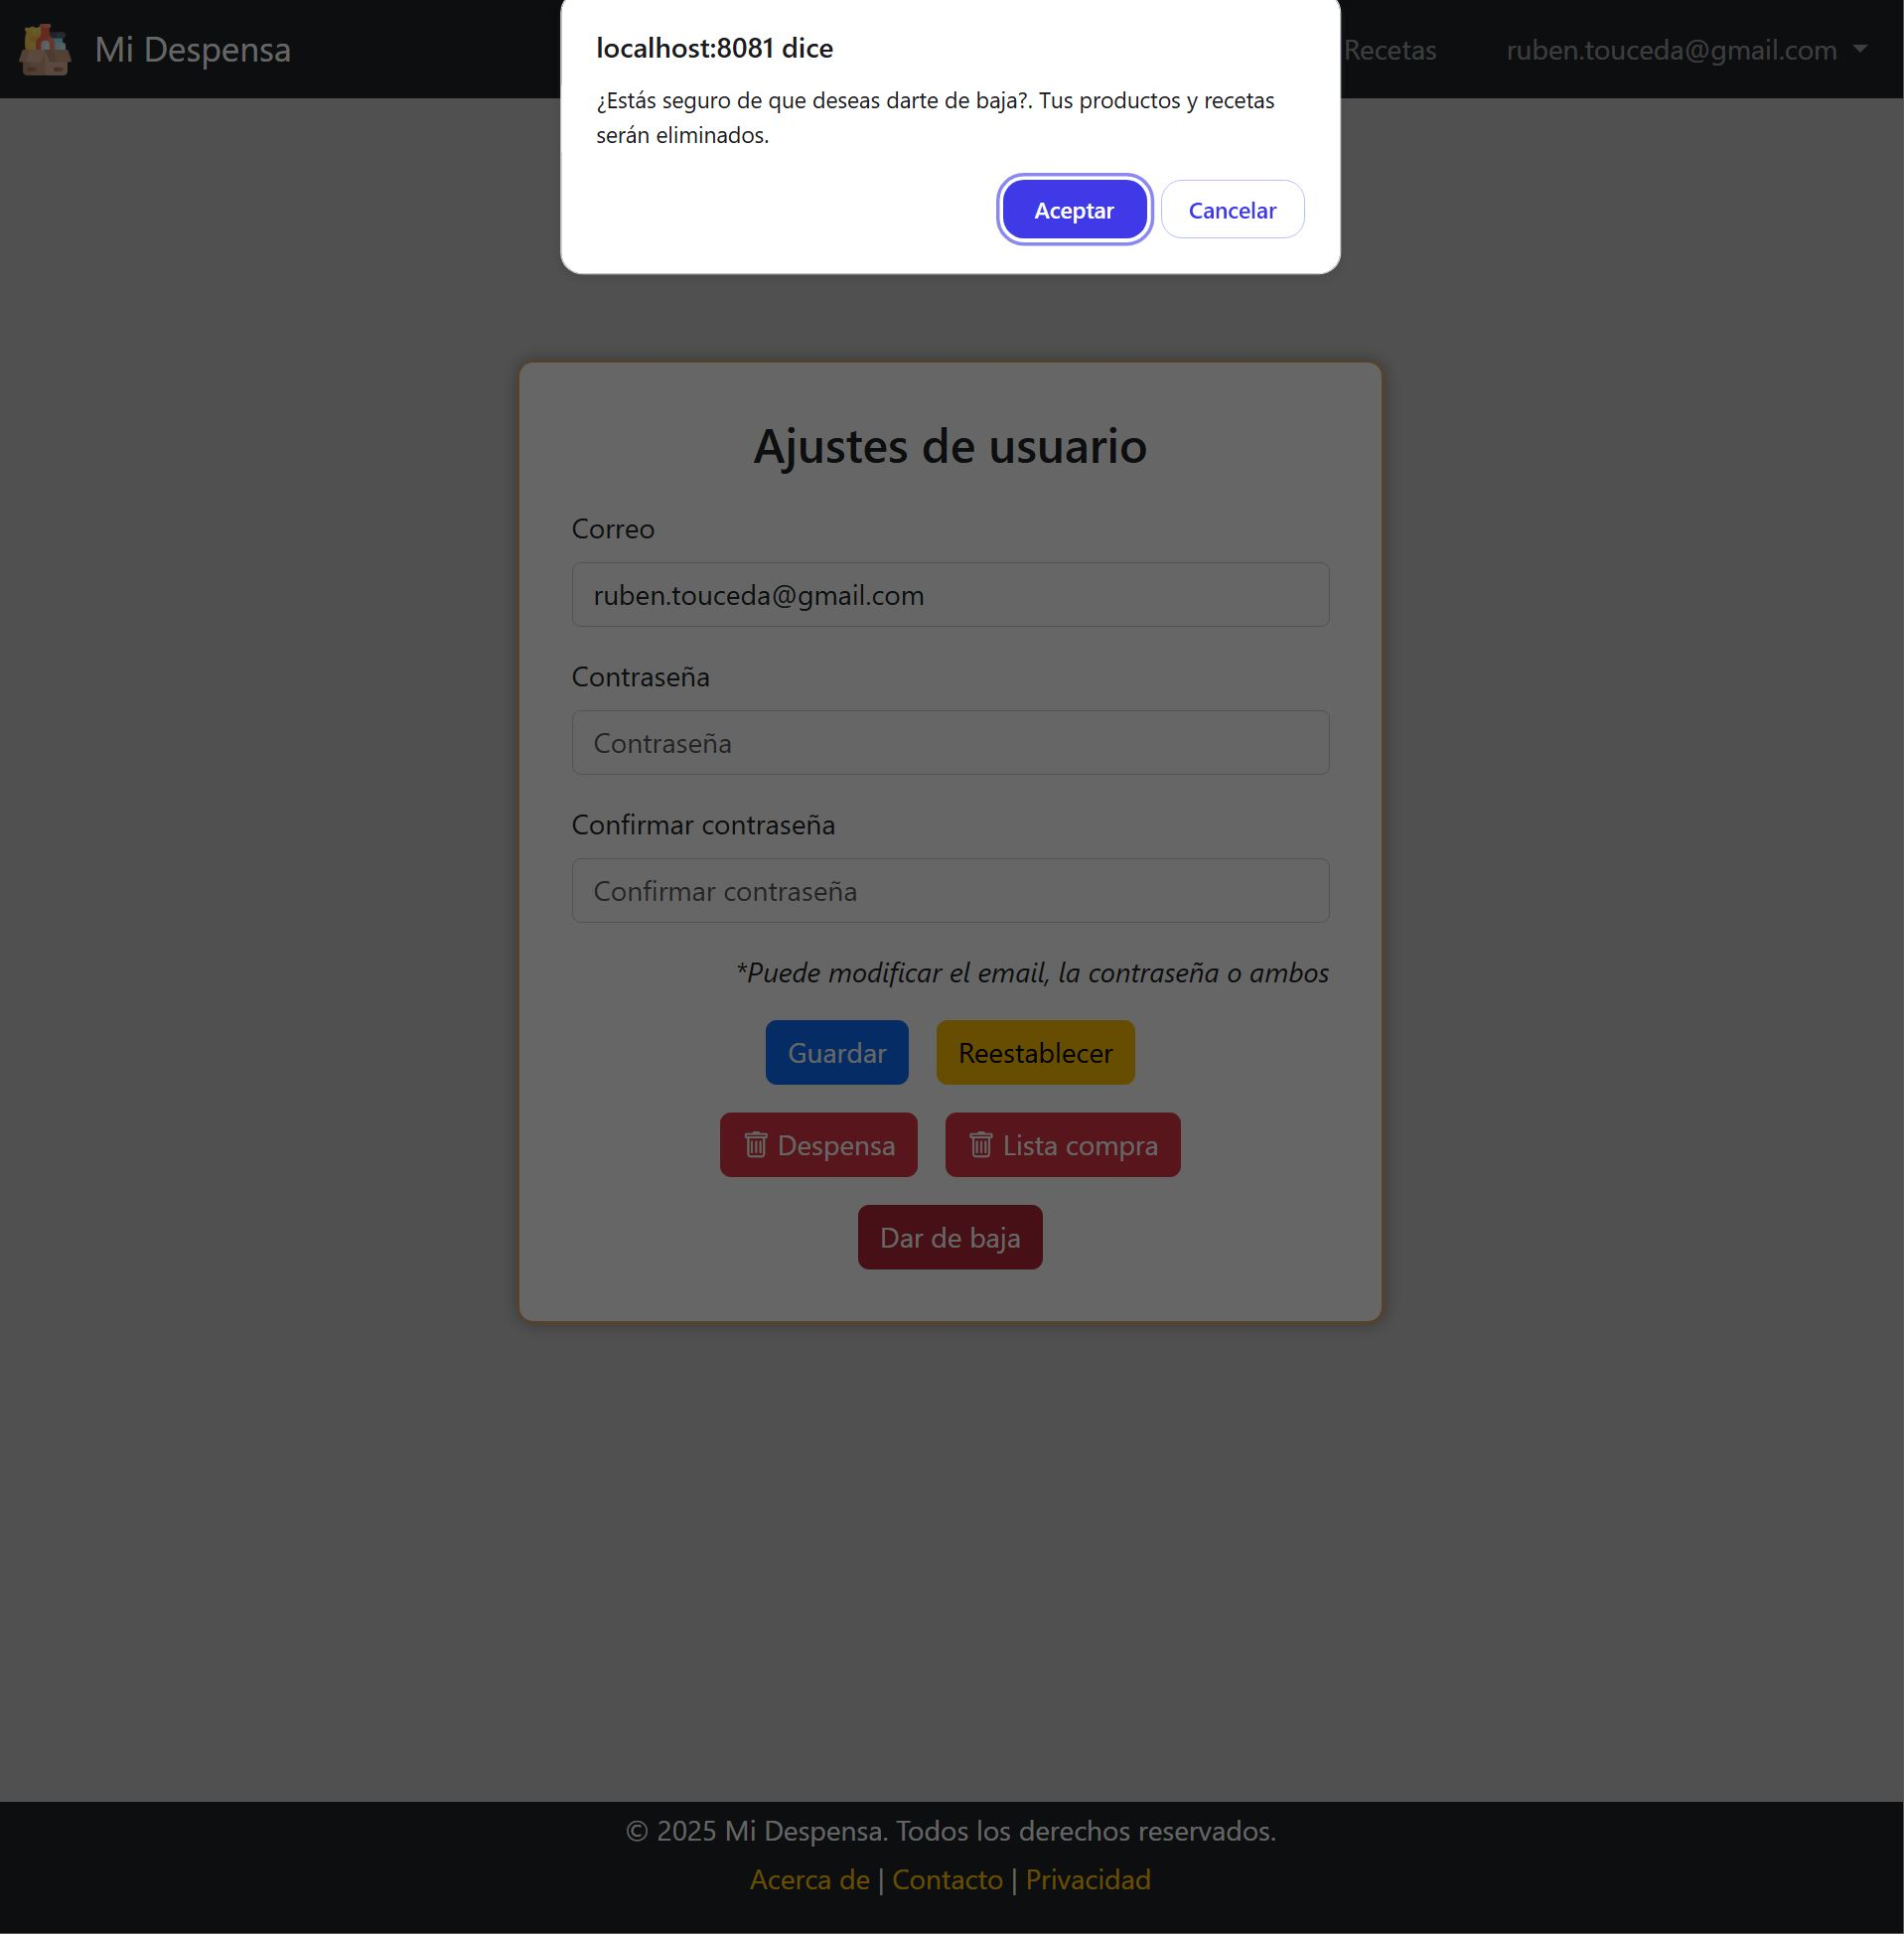 Mi Despensa
Recetas
ruben.touceda@gmail.com
localhost:8081 dice
¿Estás seguro de que deseas darte de baja?. Tus productos y recetas
serán eliminados.
Aceptar
Cancelar
Ajustes de usuario
Correo
ruben.touceda@gmail.com
Contraseña
Contraseña
Confirmar contraseña
Confirmar contraseña
*Puede modificar el email, la contraseña o ambos
Guardar
Reestablecer
Despensa
Lista compra
Dar de baja
© 2025 Mi Despensa. Todos los derechos reservados.
Acerca de | Contacto | Privacidad